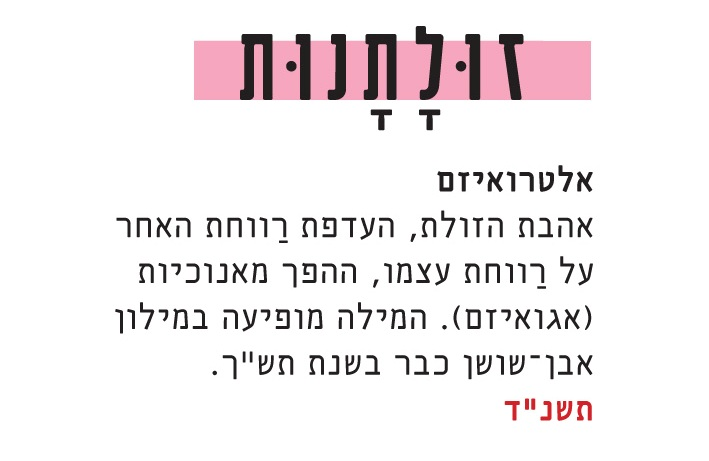 זוּלָתָנוּת
אלטרואיזם
אהבת הזולת, העדפת רַווחת האחר
על רַווחת עצמו, ההפך מאנוכיות
(אגואיזם). המילה מופיעה במילון
אבן־שושן כבר בשנת תש"ך.
תשנ"ד